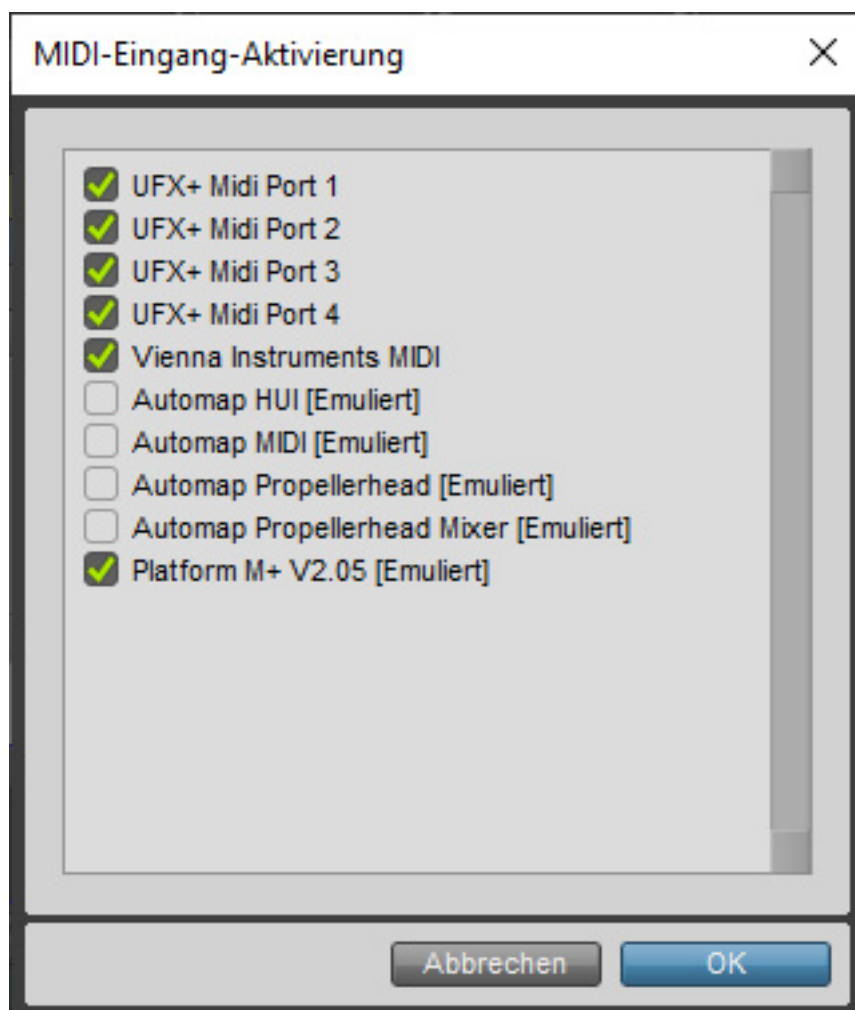 MIDI-Eingang-Aktivierung
UFX+ Midi Port 1
UFX+ Midi Port 2
UFX+ Midi Port 3
UFX+ Midi Port 4
Vienna Instruments MIDI
Automap HUI [Emuliert]
Automap MIDI [Emuliert]
Automap Propellerhead [Emuliert]
Automap Propellerhead Mixer [Emuliert]
Platform M+ V2.05 [Emuliert]
Abbrechen OK